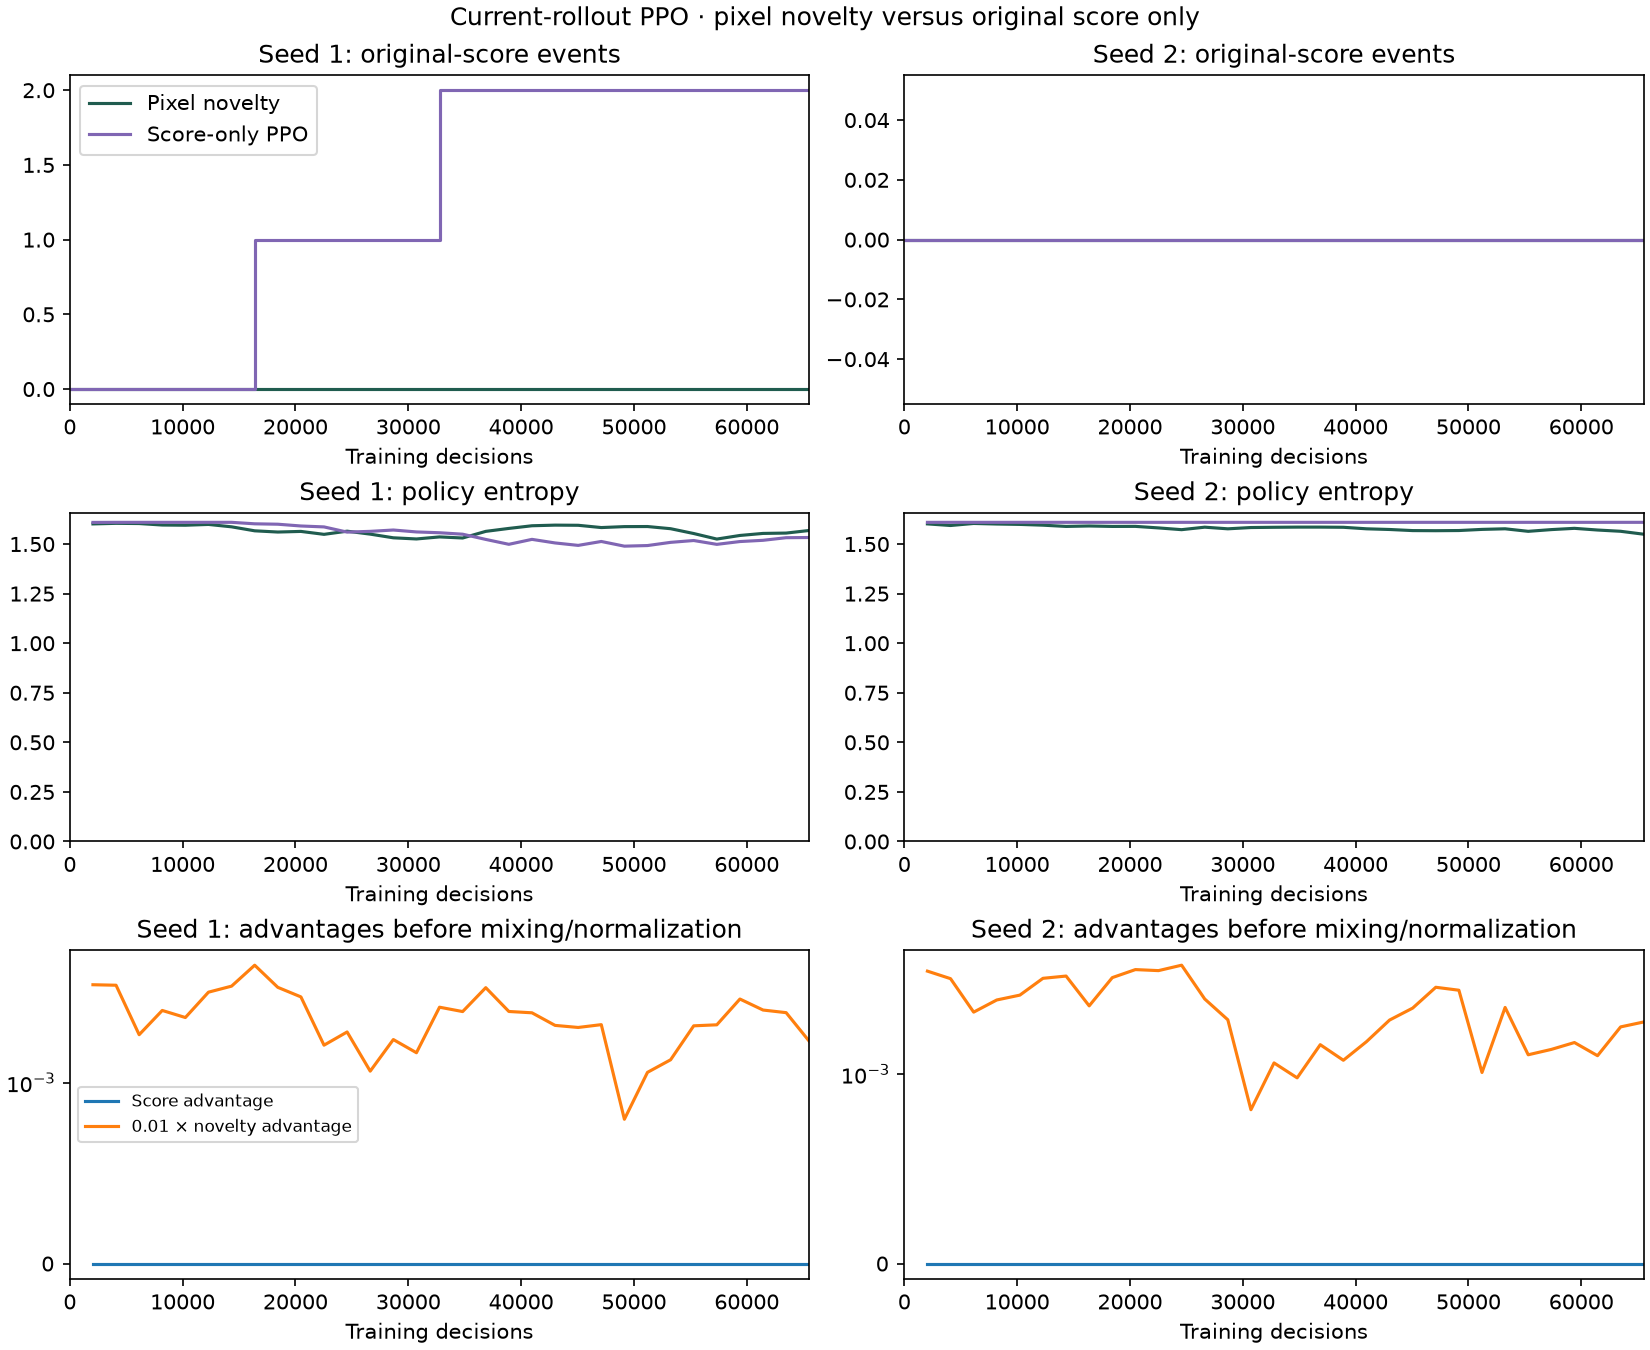 Current-rollout PPO · pixel novelty versus original score only
Seed 1: original-score events
2.0
1.5
1.0
0.5
0.0
Pixel novelty
Score-only PPO
0 10000 20000 30000 40000 50000 60000
Training decisions
Seed 2: original-score events
0.04
0.02
0.00
−0.02
−0.04
0 10000 20000 30000 40000 50000 60000
Training decisions
Seed 1: policy entropy
1.50
1.25
1.00
0.75
0.50
0.25
0.00
0 10000 20000 30000 40000 50000 60000
Training decisions
Seed 2: policy entropy
1.50
1.25
1.00
0.75
0.50
0.25
0.00
0 10000 20000 30000 40000 50000 60000
Training decisions
Seed 1: advantages before mixing/normalization
10⁻³
0
Score advantage
0.01 × novelty advantage
0 10000 20000 30000 40000 50000 60000
Training decisions
Seed 2: advantages before mixing/normalization
10⁻³
0
0 10000 20000 30000 40000 50000 60000
Training decisions